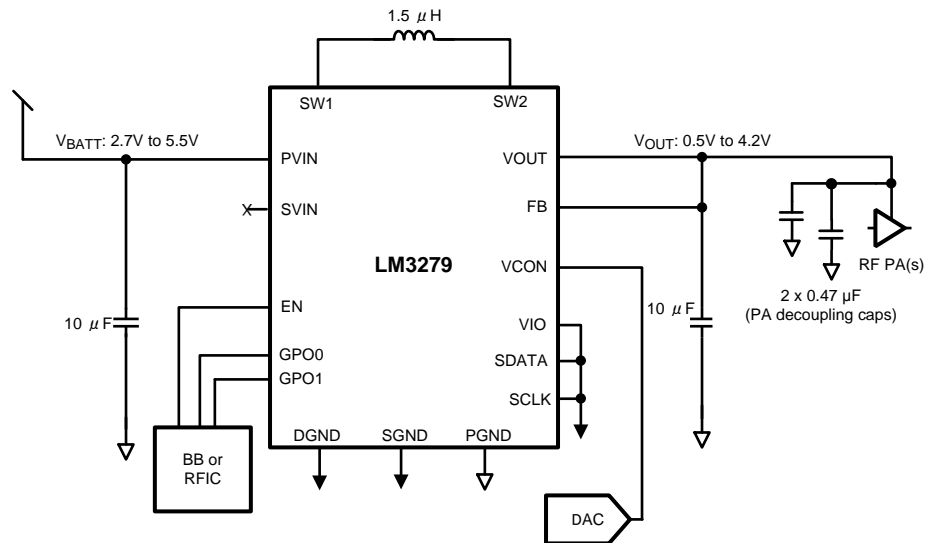 1.5 μH
SW1
SW2
VBATT: 2.7V to 5.5V
VOUT: 0.5V to 4.2V
PVIN
VOUT
SVIN
FB
LM3279
VCON
RF PA(s)
2 x 0.47 µF
(PA decoupling caps)
10 μF
EN
10 μF
VIO
GPO0
SDATA
GPO1
SCLK
DGND
SGND
PGND
BB or
RFIC
DAC